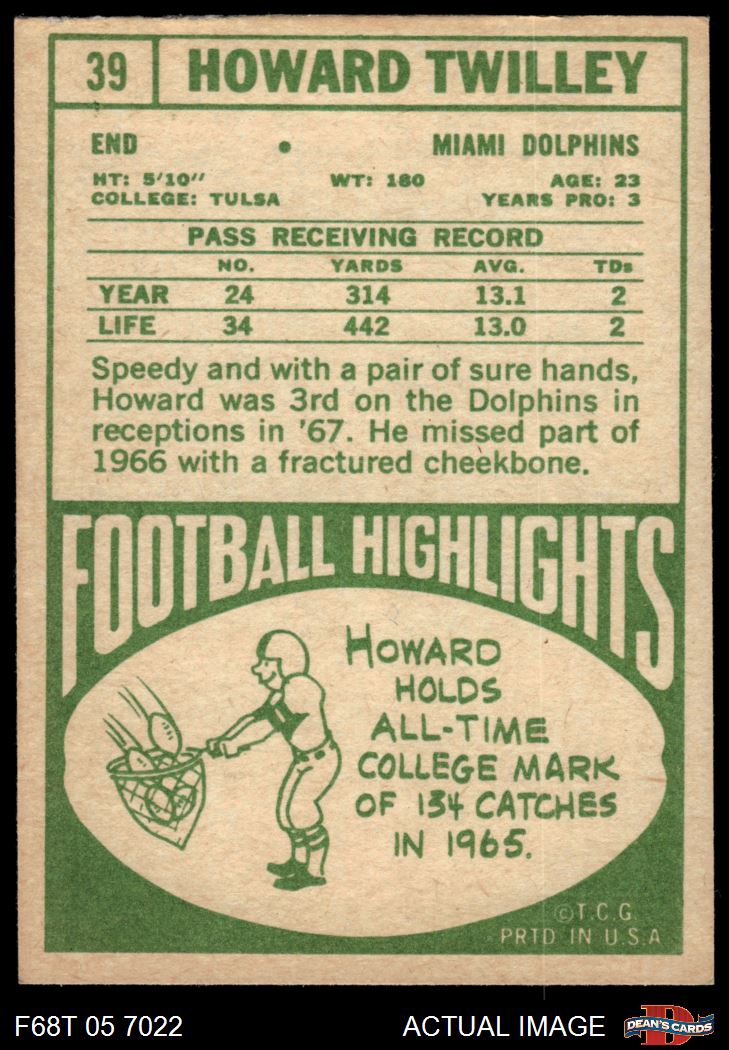 39 HOWARD TWILLEY
END • MIAMI DOLPHINS
HT: 5'10" WT: 180 AGE: 23
COLLEGE: TULSA YEARS PRO: 3
PASS RECEIVING RECORD
NO. YARDS AVG. TDs
YEAR 24 314 13.1 2
LIFE 34 442 13.0 2
Speedy and with a pair of sure hands,
Howard was 3rd on the Dolphins in
receptions in '67. He missed part of
1966 with a fractured cheekbone.
FOOTBALL HIGHLIGHTS
HOWARD
HOLDS
ALL-TIME
COLLEGE MARK
OF 134 CATCHES
IN 1965.
©T.C.G.
PRTD IN U.S.A
F68T 05 7022 ACTUAL IMAGE
D
DEAN'S CARDS